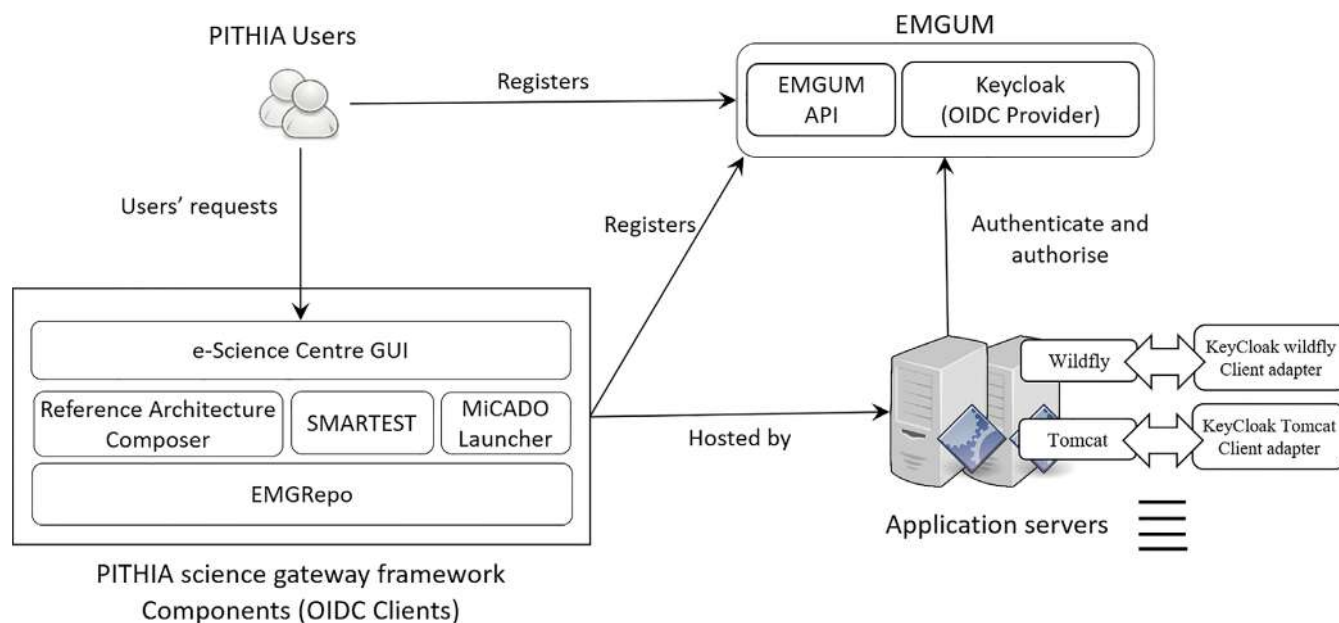 PITHIA Users
EMGUM
Registers
EMGUM
API
Keycloak
(OIDC Provider)
Users’ requests
Registers
Authenticate and
authorise
e-Science Centre GUI
Reference Architecture
Composer
SMARTEST
MiCADO
Launcher
EMGRepo
Hosted by
Wildfly
KeyCloak wildfly
Client adapter
Tomcat
KeyCloak Tomcat
Client adapter
Application servers
PITHIA science gateway framework
Components (OIDC Clients)